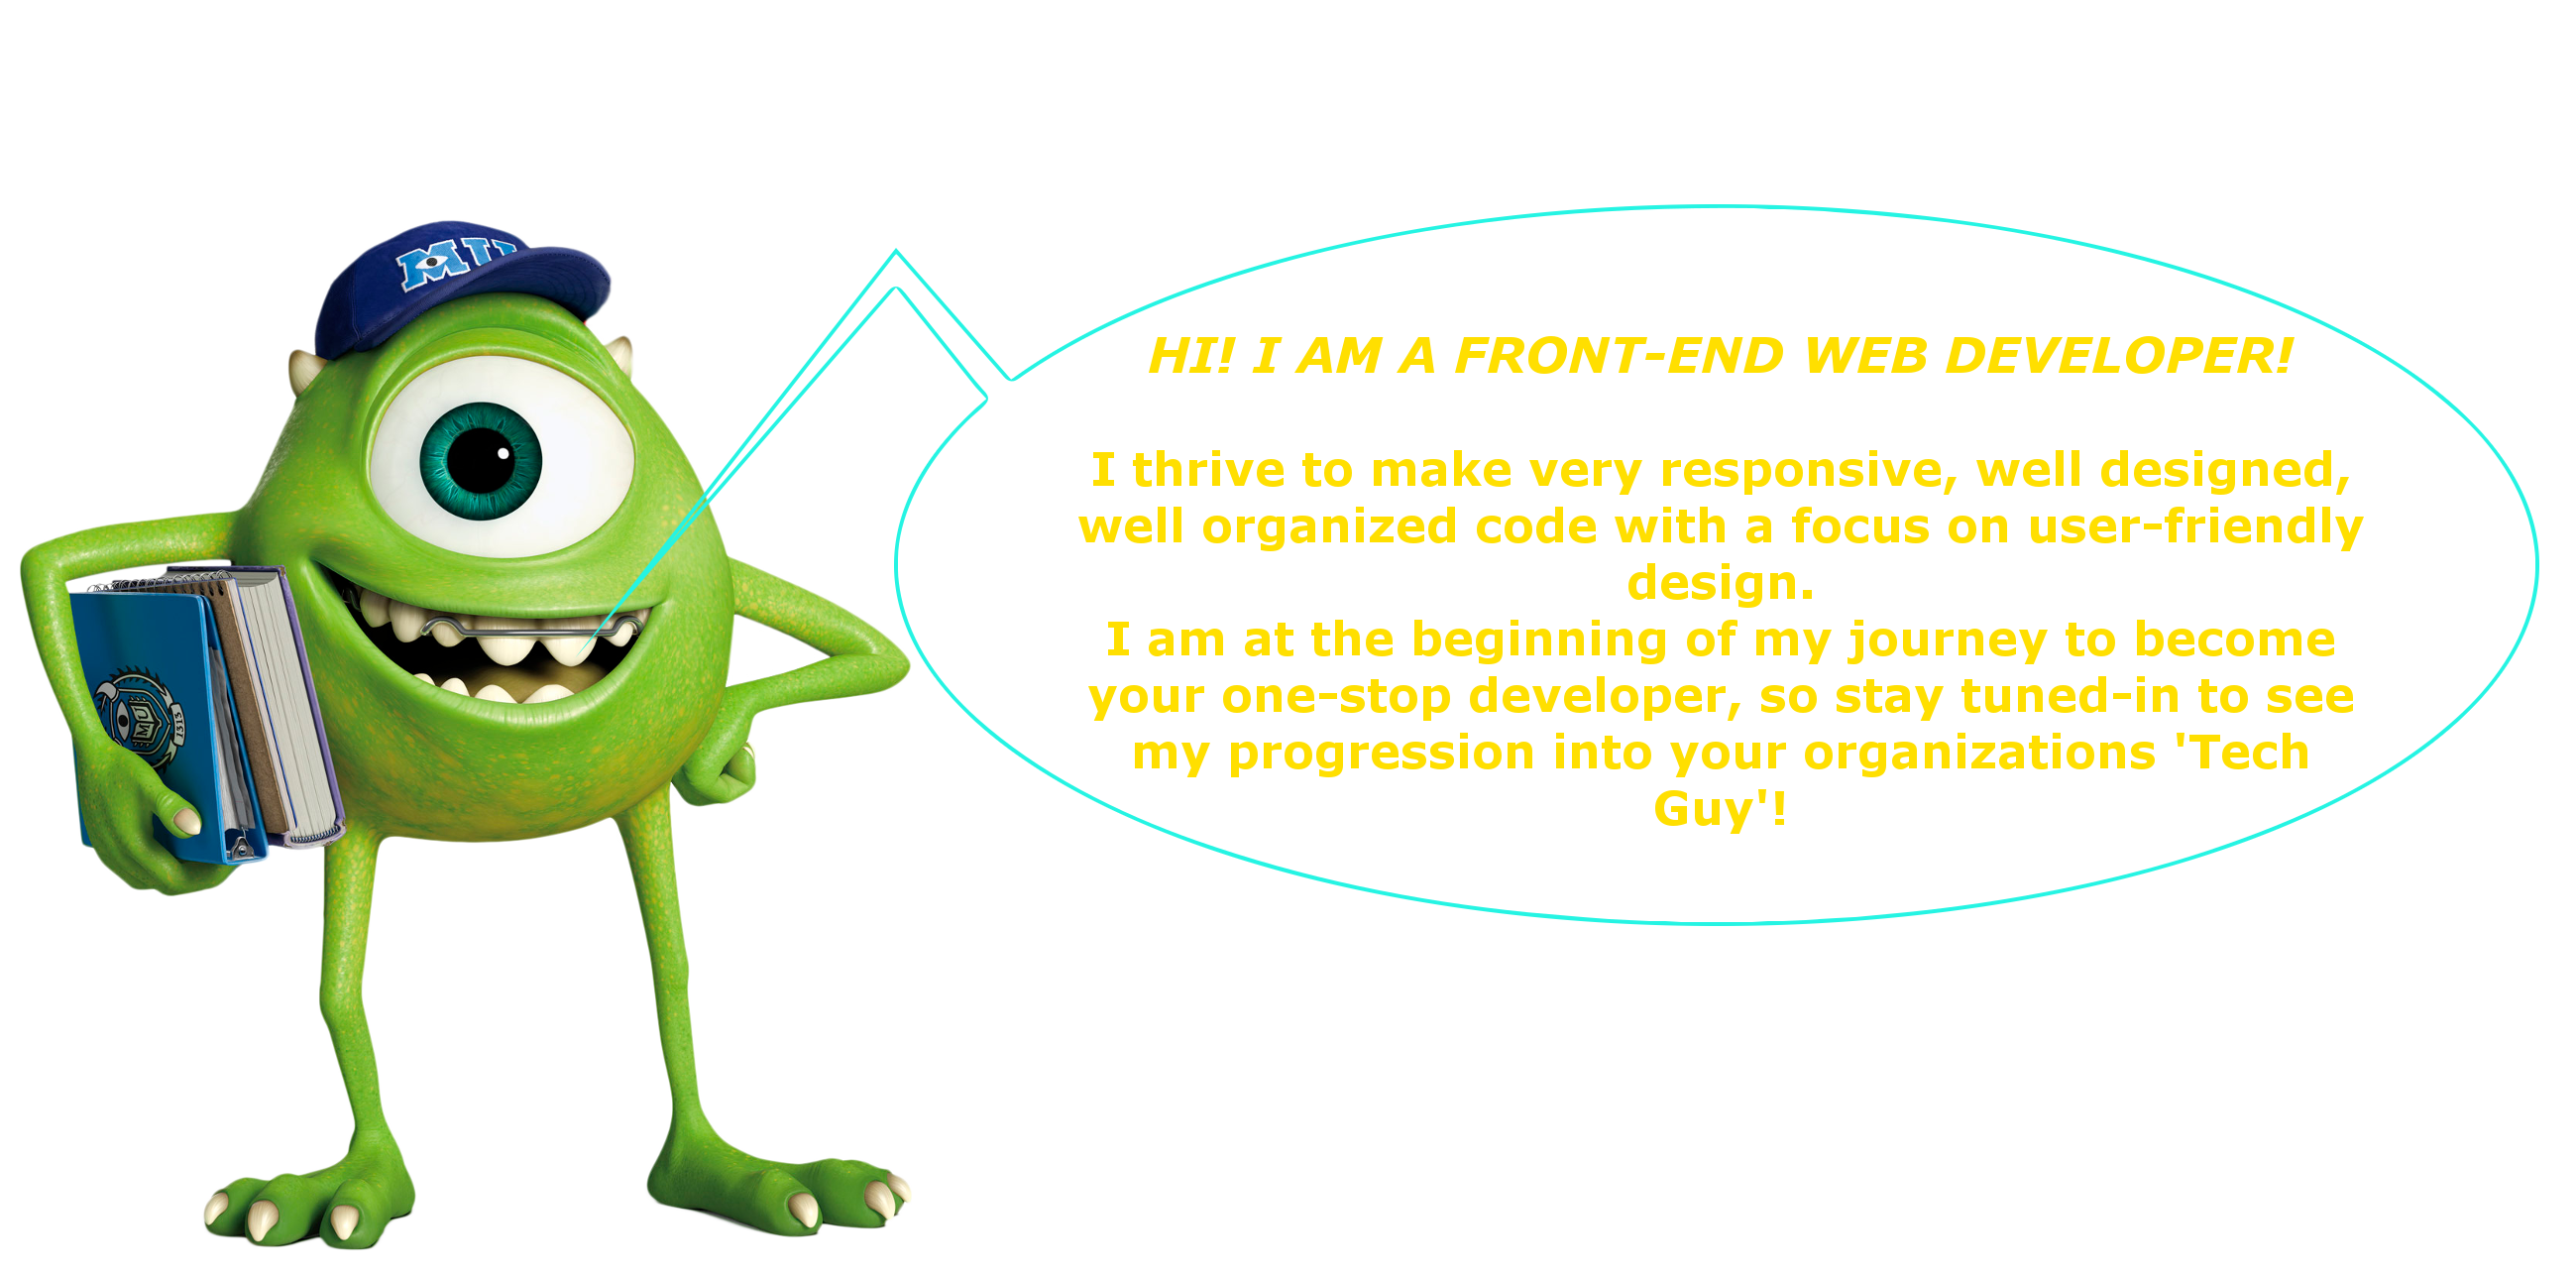 MU
HI! I AM A FRONT-END WEB DEVELOPER!
I thrive to make very responsive, well designed,
well organized code with a focus on user-friendly
design.
I am at the beginning of my journey to become
your one-stop developer, so stay tuned-in to see
my progression into your organizations 'Tech
Guy'!
MU
1313